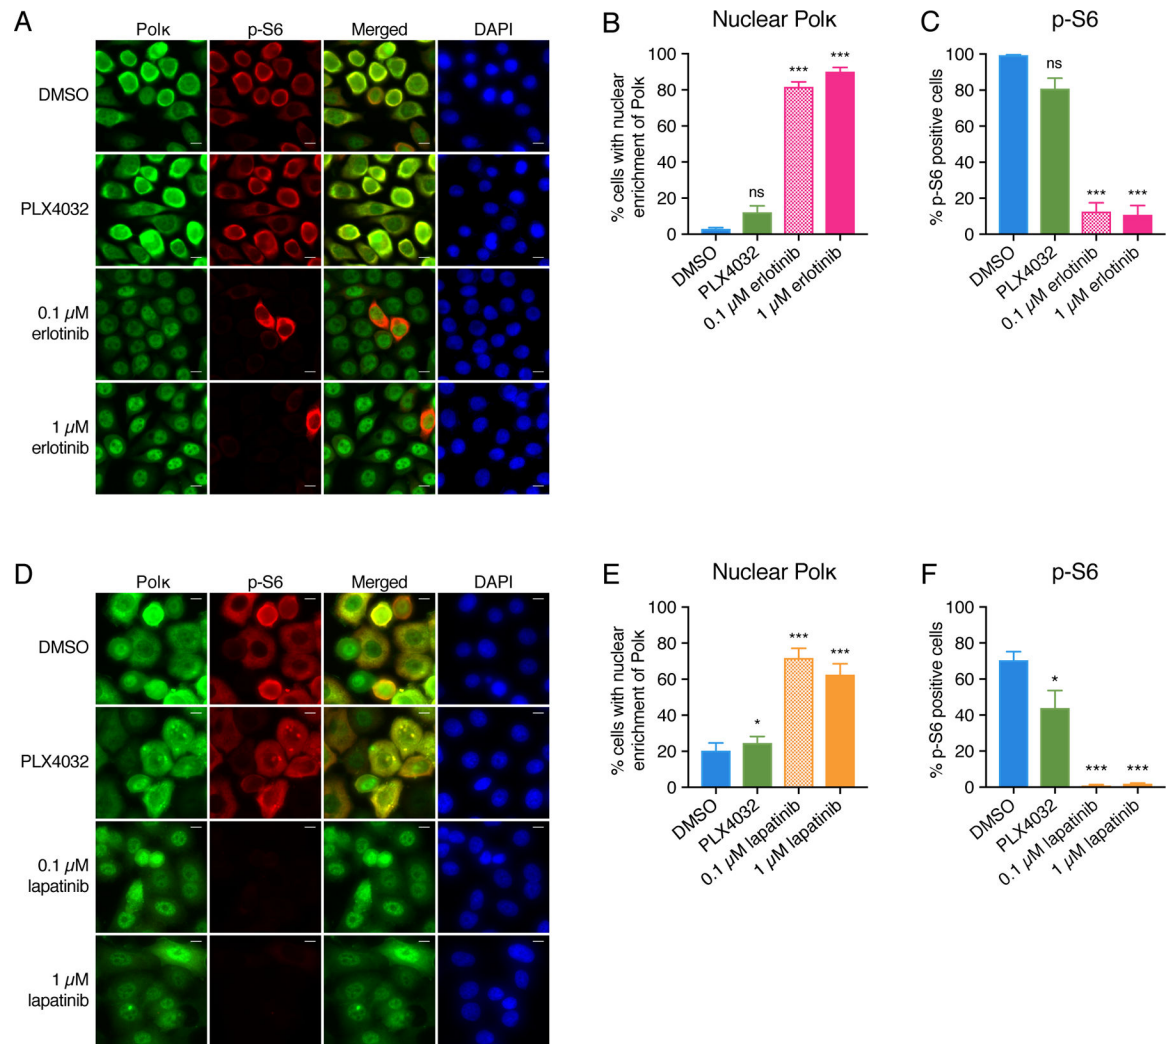 A
Polκ
p-S6
Merged
DAPI
DMSO
PLX4032
0.1 µM
erlotinib
1 µM
erlotinib
B
Nuclear Polκ
% cells with nuclear
enrichment of Polκ
100
80
60
40
20
0
ns
***
***
DMSO
PLX4032
0.1 µM erlotinib
1 µM erlotinib
C
p-S6
% p-S6 positive cells
100
80
60
40
20
0
ns
***
***
DMSO
PLX4032
0.1 µM erlotinib
1 µM erlotinib
D
Polκ
p-S6
Merged
DAPI
DMSO
PLX4032
0.1 µM
lapatinib
1 µM
lapatinib
E
Nuclear Polκ
% cells with nuclear
enrichment of Polκ
100
80
60
40
20
0
*
***
***
DMSO
PLX4032
0.1 µM lapatinib
1 µM lapatinib
F
p-S6
% p-S6 positive cells
100
80
60
40
20
0
*
***
***
DMSO
PLX4032
0.1 µM lapatinib
1 µM lapatinib